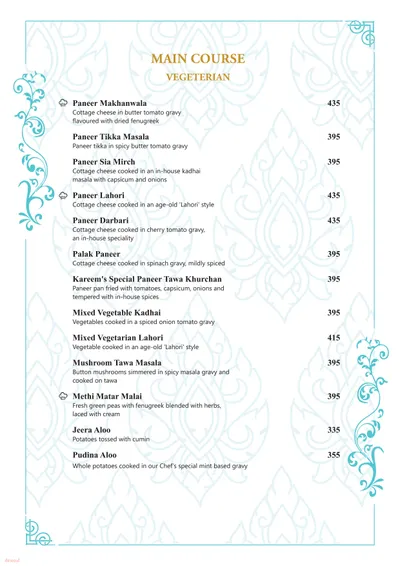 MAIN COURSE
VEGETERIAN
Paneer Makhanwala 435
Cottage cheese in butter tomato gravy
flavoured with dried fenugreek
Paneer Tikka Masala 395
Paneer tikka in spicy butter tomato gravy
Paneer Sia Mirch 395
Cottage cheese cooked in an in-house kadhai
masala with capsicum and onions
Paneer Lahori 435
Cottage cheese cooked in an age-old 'Lahori' style
Paneer Darbari 435
Cottage cheese cooked in cherry tomato gravy,
an in-house speciality
Palak Paneer 395
Cottage cheese cooked in spinach gravy, mildly spiced
Kareem's Special Paneer Tawa Khurchan 395
Paneer pan fried with tomatoes, capsicum, onions and
tempered with in-house spices
Mixed Vegetable Kadhai 395
Vegetables cooked in a spiced onion tomato gravy
Mixed Vegetarian Lahori 415
Vegetable cooked in an age-old 'Lahori' style
Mushroom Tawa Masala 395
Button mushrooms simmered in spicy masala gravy and
cooked on tawa
Methi Matar Malai 395
Fresh green peas with fenugreek blended with herbs,
laced with cream
Jeera Aloo 335
Potatoes tossed with cumin
Pudina Aloo 355
Whole potatoes cooked in our Chef's special mint based gravy